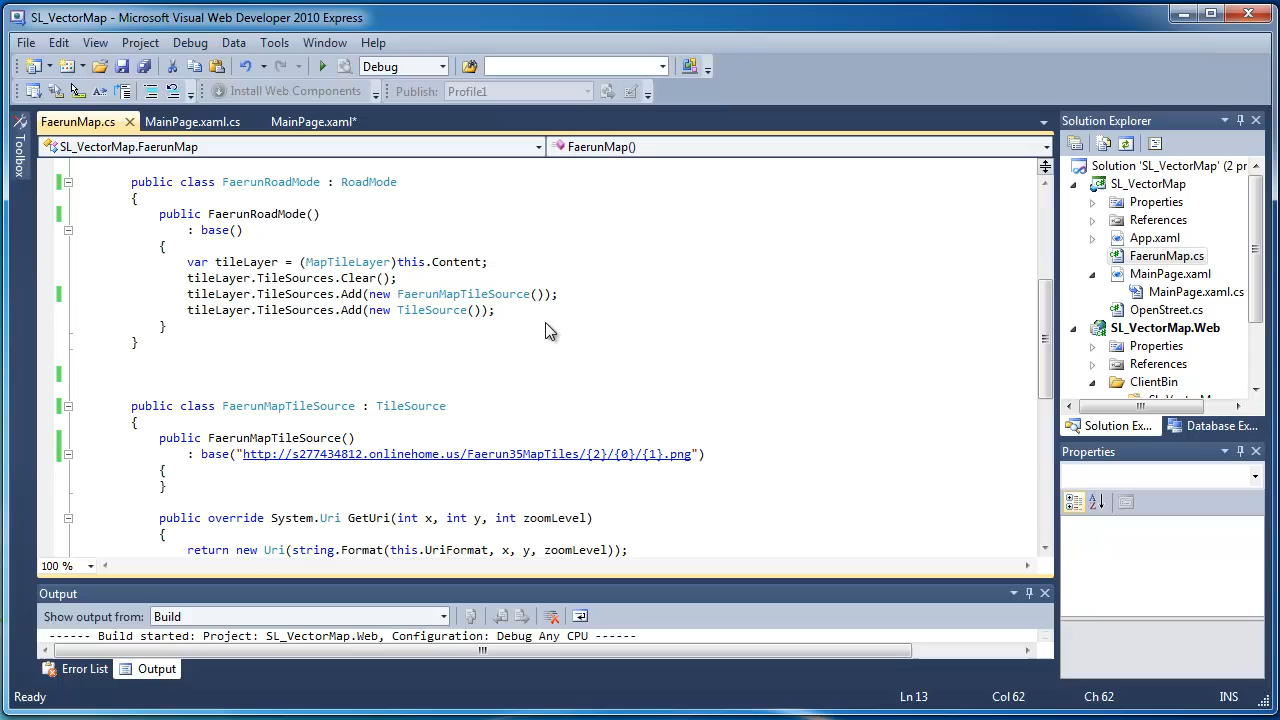 SL_VectorMap - Microsoft Visual Web Developer 2010 Express
File Edit View Project Debug Data Tools Window Help
Debug
Install Web Components Publish: Profile1
Toolbox
FaerunMap.cs MainPage.xaml.cs MainPage.xaml*
SL_VectorMap.FaerunMap FaerunMap()
public class FaerunRoadMode : RoadMode
{
public FaerunRoadMode()
: base()
{
var tileLayer = (MapTileLayer)this.Content;
tileLayer.TileSources.Clear();
tileLayer.TileSources.Add(new FaerunMapTileSource());
tileLayer.TileSources.Add(new TileSource());
}
}
public class FaerunMapTileSource : TileSource
{
public FaerunMapTileSource()
: base("http://s277434812.onlinehome.us/Faerun35MapTiles/{2}/{0}/{1}.png")
{
}
public override System.Uri GetUri(int x, int y, int zoomLevel)
{
return new Uri(string.Format(this.UriFormat, x, y, zoomLevel));
100 %
Solution Explorer
Solution 'SL_VectorMap' (2 pr
SL_VectorMap
Properties
References
App.xaml
FaerunMap.cs
MainPage.xaml
MainPage.xaml.cs
OpenStreet.cs
SL_VectorMap.Web
Properties
References
ClientBin
Solution Ex... Database Ex...
Properties
Output
Show output from: Build
------ Build started: Project: SL_VectorMap.Web, Configuration: Debug Any CPU ------
Error List Output
Ready Ln 13 Col 62 Ch 62 INS